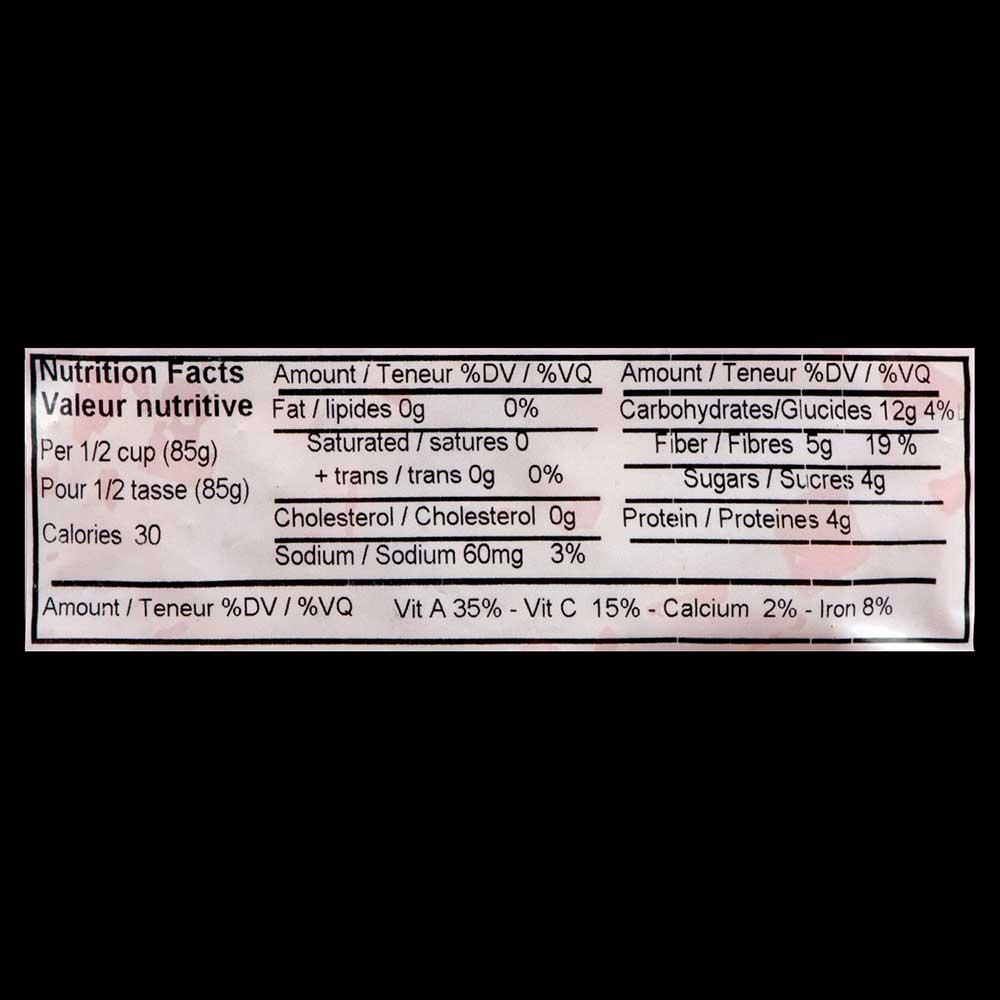 Nutrition Facts
Valeur nutritive
Per 1/2 cup (85g)
Pour 1/2 tasse (85g)
Calories 30
Amount / Teneur %DV / %VQ
Fat / lipides 0g 0%
Saturated / satures 0
+ trans / trans 0g 0%
Cholesterol / Cholesterol 0g
Sodium / Sodium 60mg 3%
Amount / Teneur %DV / %VQ
Carbohydrates/Glucides 12g 4%
Fiber / Fibres 5g 19 %
Sugars / Sucres 4g
Protein / Proteines 4g
Amount / Teneur %DV / %VQ Vit A 35% - Vit C 15% - Calcium 2% - Iron 8%